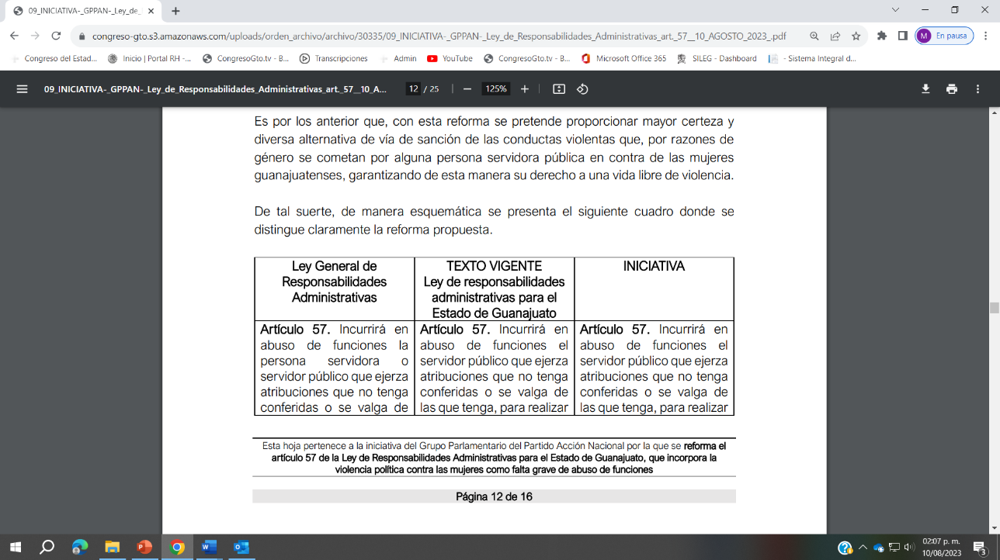 09_INICIATIVA-_GPPAN-_Ley_de_
congreso-gto.s3.amazonaws.com/uploads/orden_archivo/archivo/30335/09_INICIATIVA-_GPPAN-_Ley_de_Responsabilidades_Administrativas_art._57__10_AGOSTO_2023_.pdf
M En pausa
Congreso del Estad... Inicio | Portal RH -... CongresoGto.tv - B... Transcripciones Admin YouTube CongresoGto.tv - B... Microsoft Office 365 SILEG - Dashboard - Sistema Integral d...
09_INICIATIVA-_GPPAN-_Ley_de_Responsabilidades_Administrativas_art._57__10_A... 12 / 25 125%
Es por los anterior que, con esta reforma se pretende proporcionar mayor certeza y
diversa alternativa de vía de sanción de las conductas violentas que, por razones de
género se cometan por alguna persona servidora pública en contra de las mujeres
guanajuatenses, garantizando de esta manera su derecho a una vida libre de violencia.
De tal suerte, de manera esquemática se presenta el siguiente cuadro donde se
distingue claramente la reforma propuesta.
Ley General de
Responsabilidades
Administrativas
TEXTO VIGENTE
Ley de responsabilidades
administrativas para el
Estado de Guanajuato
INICIATIVA
Artículo 57. Incurrirá en
abuso de funciones la
persona servidora o
servidor público que ejerza
atribuciones que no tenga
conferidas o se valga de
Artículo 57. Incurrirá en
abuso de funciones el
servidor público que ejerza
atribuciones que no tenga
conferidas o se valga de
las que tenga, para realizar
Artículo 57. Incurrirá en
abuso de funciones el
servidor público que ejerza
atribuciones que no tenga
conferidas o se valga de
las que tenga, para realizar
Esta hoja pertenece a la iniciativa del Grupo Parlamentario del Partido Acción Nacional por la que se reforma el
artículo 57 de la Ley de Responsabilidades Administrativas para el Estado de Guanajuato, que incorpora la
violencia política contra las mujeres como falta grave de abuso de funciones
Página 12 de 16
02:07 p. m.
10/08/2023
3